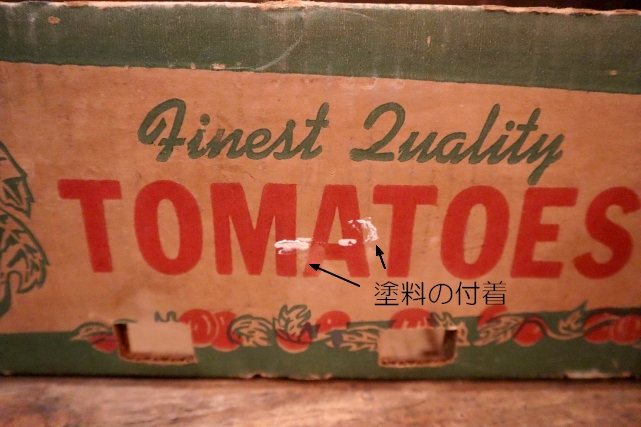 Finest Quality
TOMATOES
塗料の付着